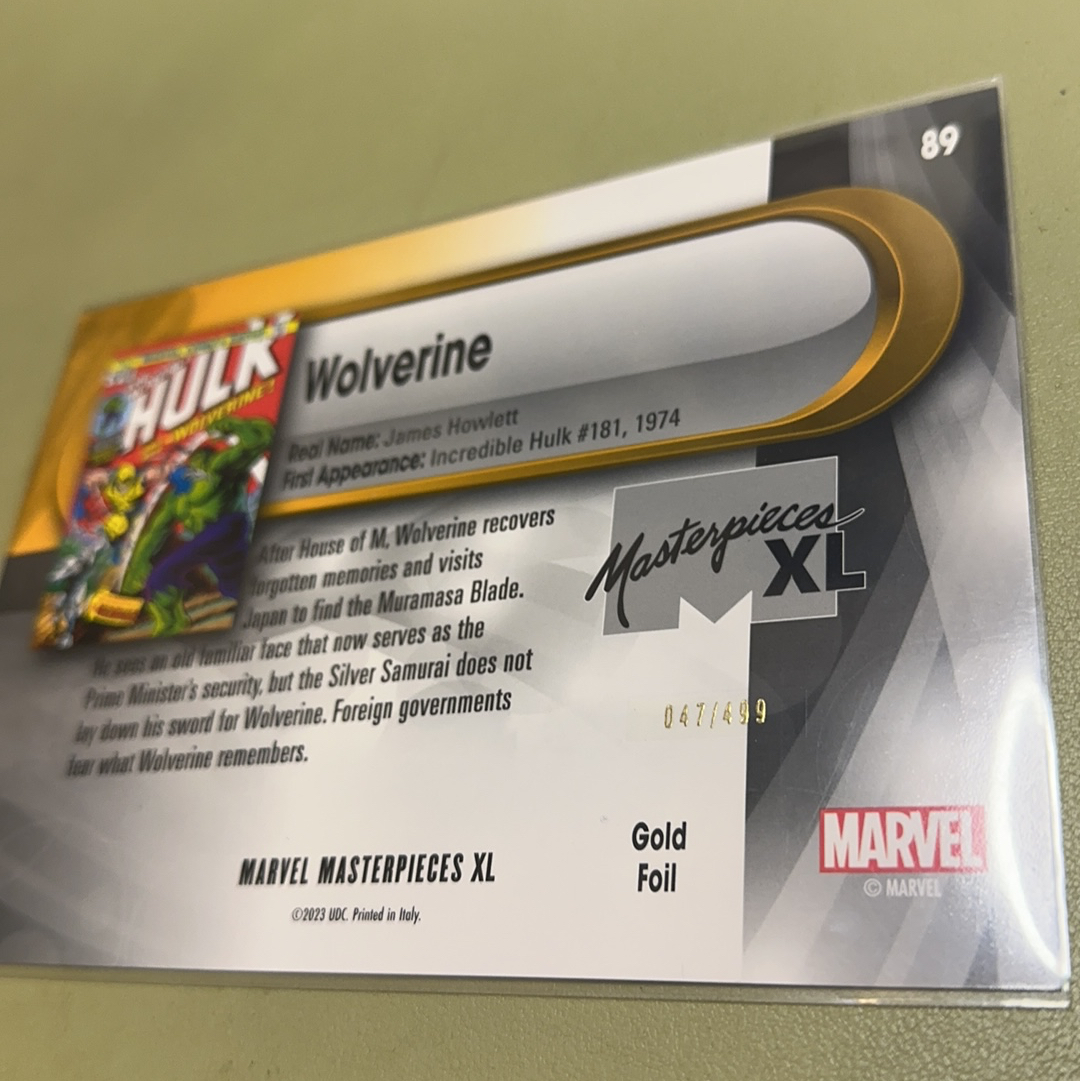 89
HULK
WOLVERINE!
Wolverine
Real Name: James Howlett
First Appearance: Incredible Hulk #181, 1974
After House of M, Wolverine recovers
forgotten memories and visits
Japan to find the Muramasa Blade.
He sees an old familiar face that now serves as the
Prime Minister's security, but the Silver Samurai does not
lay down his sword for Wolverine. Foreign governments
fear what Wolverine remembers.
Masterpieces
XL
047/499
Gold
Foil
MARVEL MASTERPIECES XL
©2023 UDC. Printed in Italy.
MARVEL
© MARVEL